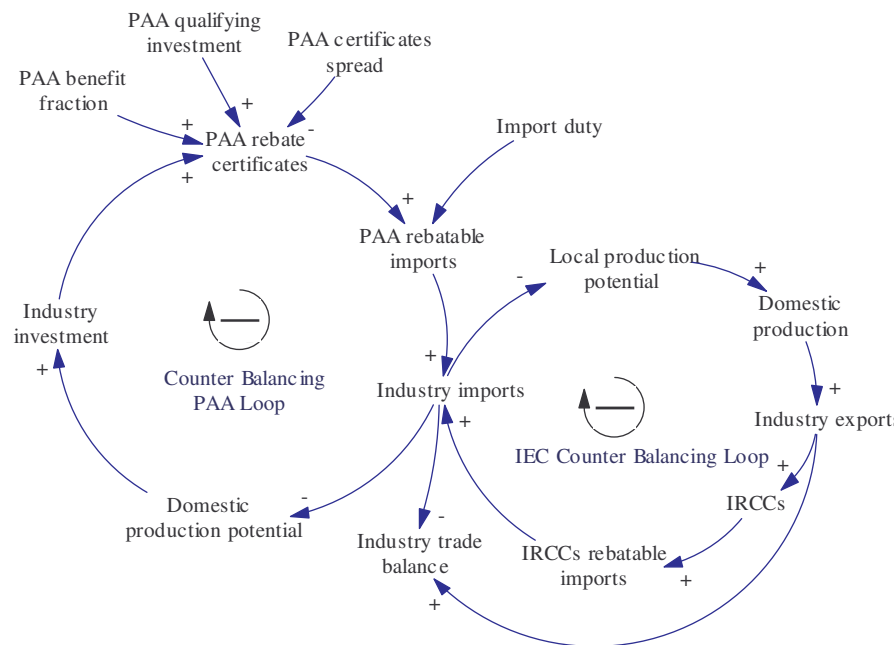 PAA qualifying
investment
PAA certificates
spread
PAA benefit
fraction
+
+
-
PAA rebate
certificates
+
Import duty
+
PAA rebatable
imports
Local production
potential
-
+
Industry
investment
+
Domestic
production
Counter Balancing
PAA Loop
+
Industry imports
+
+
Industry exports
IEC Counter Balancing Loop
+
IRCCs
-
Domestic
production potential
-
Industry trade
balance
+
IRCCs rebatable
imports
+